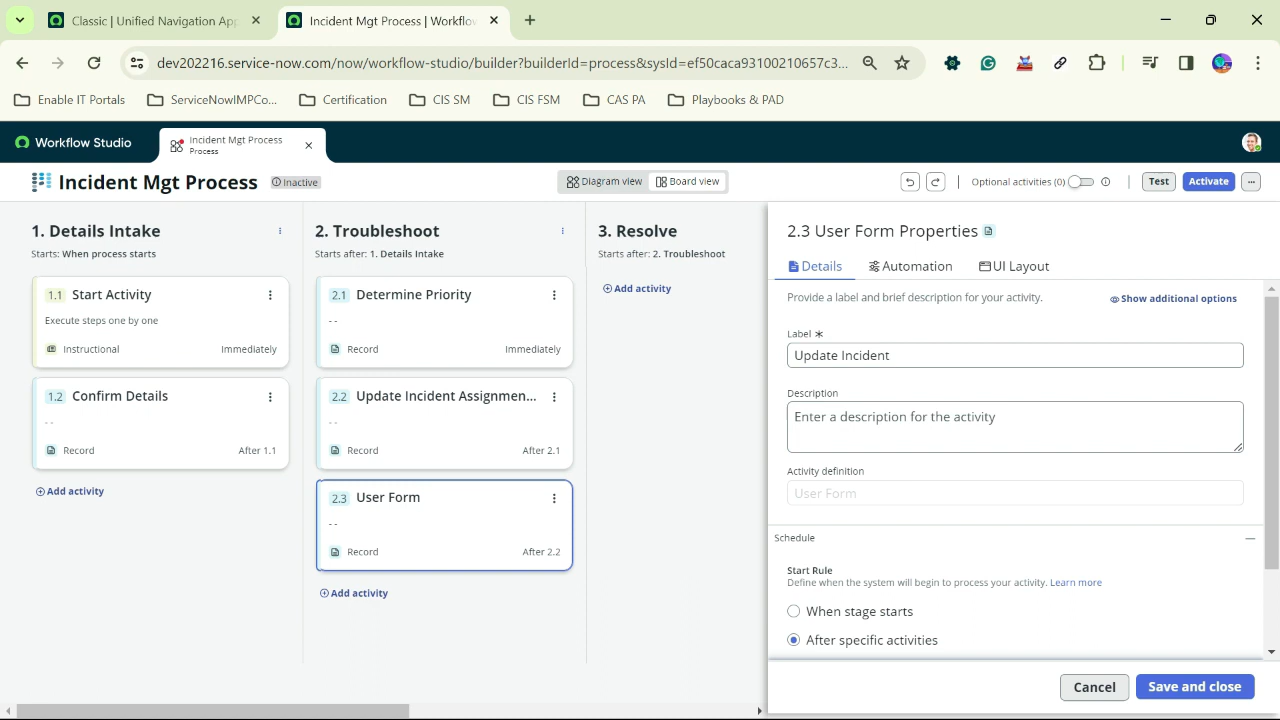 Classic | Unified Navigation App
Incident Mgt Process | Workflow
dev202216.service-now.com/now/workflow-studio/builder?builderId=process&sysId=ef50caca93100210657c3...
Enable IT Portals
ServiceNowIMPCo...
Certification
CIS SM
CIS FSM
CAS PA
Playbooks & PAD
Workflow Studio
Incident Mgt Process
Process
Incident Mgt Process
Inactive
Diagram view
Board view
Optional activities (0)
Test
Activate
1. Details Intake
Starts: When process starts
1.1 Start Activity
Execute steps one by one
Instructional
Immediately
1.2 Confirm Details
- -
Record
After 1.1
Add activity
2. Troubleshoot
Starts after: 1. Details Intake
2.1 Determine Priority
- -
Record
Immediately
2.2 Update Incident Assignmen...
- -
Record
After 2.1
2.3 User Form
- -
Record
After 2.2
Add activity
3. Resolve
Starts after: 2. Troubleshoot
Add activity
2.3 User Form Properties
Details
Automation
UI Layout
Provide a label and brief description for your activity.
Show additional options
Label
Update Incident
Description
Enter a description for the activity
Activity definition
User Form
Schedule
Start Rule
Define when the system will begin to process your activity. Learn more
When stage starts
After specific activities
Cancel
Save and close